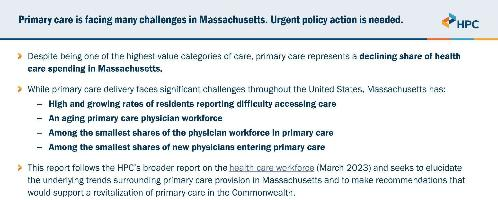 Primary care is facing many challenges in Massachusetts. Urgent policy action is needed.
HPC
Despite being one of the highest value categories of care, primary care represents a declining share of health
care spending in Massachusetts.
While primary care delivery faces significant challenges throughout the United States, Massachusetts has:
– High and growing rates of residents reporting difficulty accessing care
– An aging primary care physician workforce
– Among the smallest shares of the physician workforce in primary care
– Among the smallest shares of new physicians entering primary care
This report follows the HPC's broader report on the health care workforce (March 2023) and seeks to elucidate
the underlying trends surrounding primary care provision in Massachusetts and to make recommendations that
would support a revitalization of primary care in the Commonwealth.